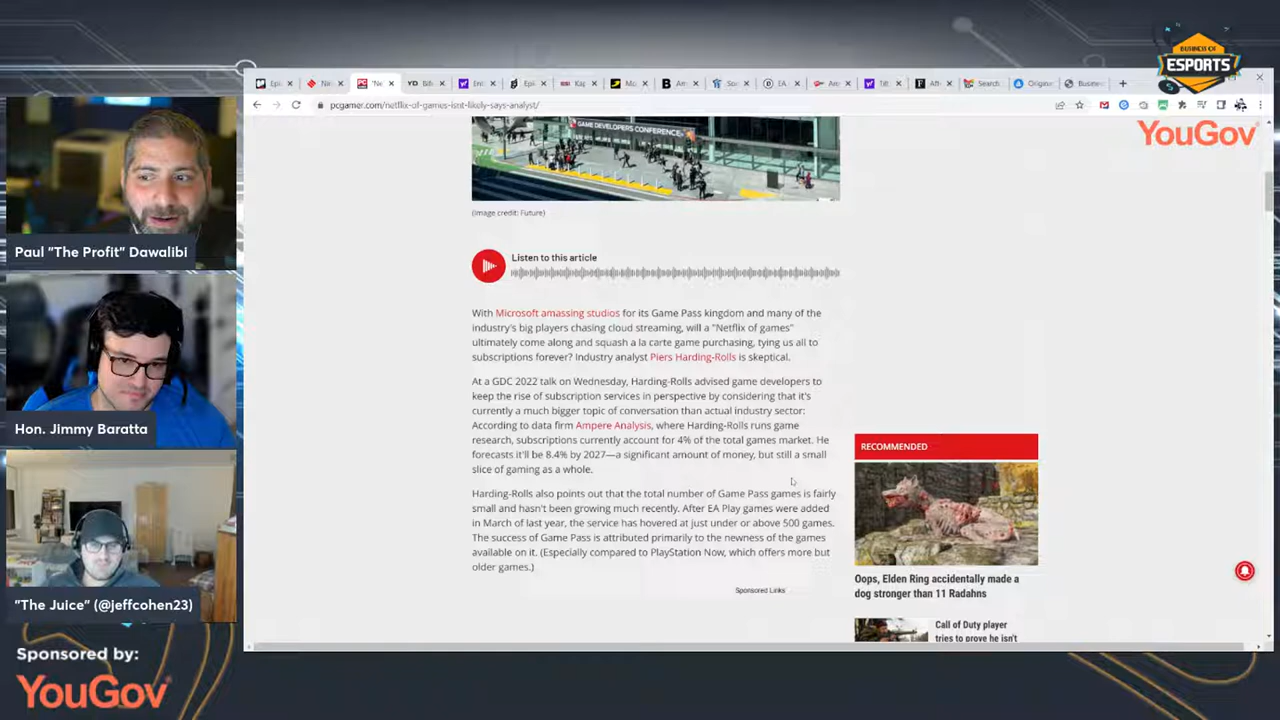 BUSINESS OF
ESPORTS
YouGov
pcgamer.com/netflix-of-games-isnt-likely-says-analyst/
GAME DEVELOPERS CONFERENCE
(Image credit: Future)
Listen to this article
With Microsoft amassing studios for its Game Pass kingdom and many of the
industry's big players chasing cloud streaming, will a "Netflix of games"
ultimately come along and squash a la carte game purchasing, tying us all to
subscriptions forever? Industry analyst Piers Harding-Rolls is skeptical.
At a GDC 2022 talk on Wednesday, Harding-Rolls advised game developers to
keep the rise of subscription services in perspective by considering that it's
currently a much bigger topic of conversation than actual industry sector:
According to data firm Ampere Analysis, where Harding-Rolls runs game
research, subscriptions currently account for 4% of the total games market. He
forecasts it'll be 8.4% by 2027—a significant amount of money, but still a small
slice of gaming as a whole.
Harding-Rolls also points out that the total number of Game Pass games is fairly
small and hasn't been growing much recently. After EA Play games were added
in March of last year, the service has hovered at just under or above 500 games.
The success of Game Pass is attributed primarily to the newness of the games
available on it. (Especially compared to PlayStation Now, which offers more but
older games.)
Sponsored Links
RECOMMENDED
Oops, Elden Ring accidentally made a
dog stronger than 11 Radahns
Call of Duty player
tries to prove he isn't
Paul "The Profit" Dawalibi
Hon. Jimmy Baratta
"The Juice" (@jeffcohen23)
Sponsored by:
YouGov